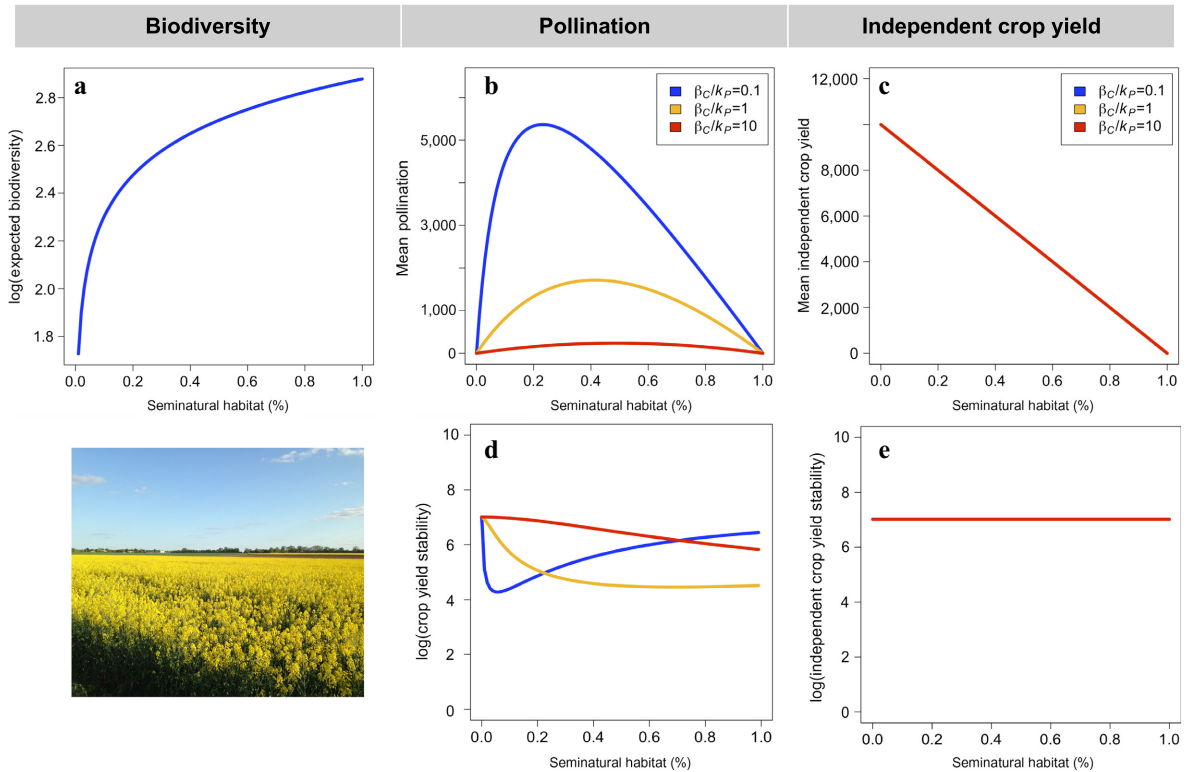 Biodiversity
Pollination
Independent crop yield
a
log(expected biodiversity)
2.8
2.6
2.4
2.2
2.0
1.8
0.0 0.2 0.4 0.6 0.8 1.0
Seminatural habitat (%)
b
βC/kP=0.1
βC/kP=1
βC/kP=10
Mean pollination
5,000
3,000
1,000
0
0.0 0.2 0.4 0.6 0.8 1.0
Seminatural habitat (%)
c
βC/kP=0.1
βC/kP=1
βC/kP=10
Mean independent crop yield
12,000
8,000
6,000
4,000
2,000
0
0.0 0.2 0.4 0.6 0.8 1.0
Seminatural habitat (%)
d
log(crop yield stability)
10
8
6
4
2
0
0.0 0.2 0.4 0.6 0.8 1.0
Seminatural habitat (%)
e
log(independent crop yield stability)
10
8
6
4
2
0
0.0 0.2 0.4 0.6 0.8 1.0
Seminatural habitat (%)